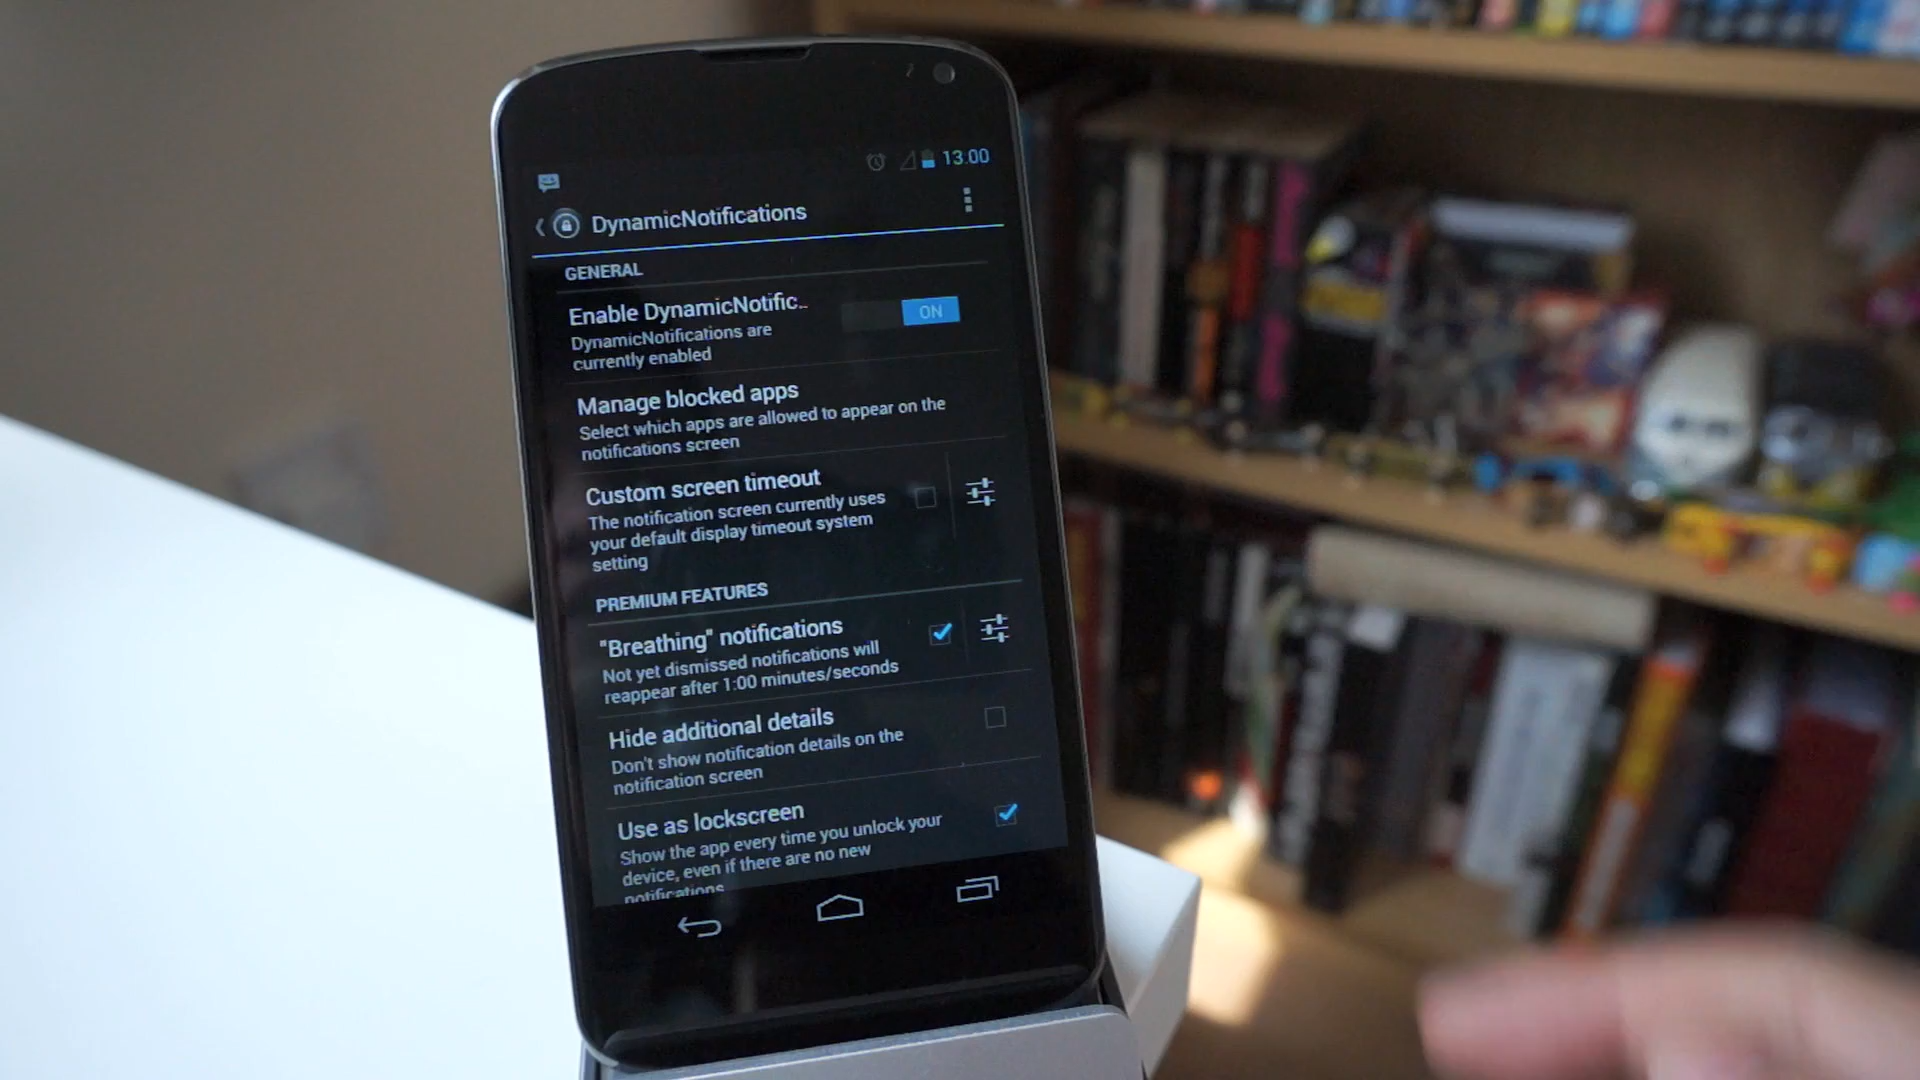 13.00
DynamicNotifications
GENERAL
Enable DynamicNotific...
ON
DynamicNotifications are
currently enabled
Manage blocked apps
Select which apps are allowed to appear on the
notifications screen
Custom screen timeout
The notification screen currently uses
your default display timeout system
setting
PREMIUM FEATURES
"Breathing" notifications
Not yet dismissed notifications will
reappear after 1:00 minutes/seconds
Hide additional details
Don't show notification details on the
notification screen
Use as lockscreen
Show the app every time you unlock your
device, even if there are no new
notifications